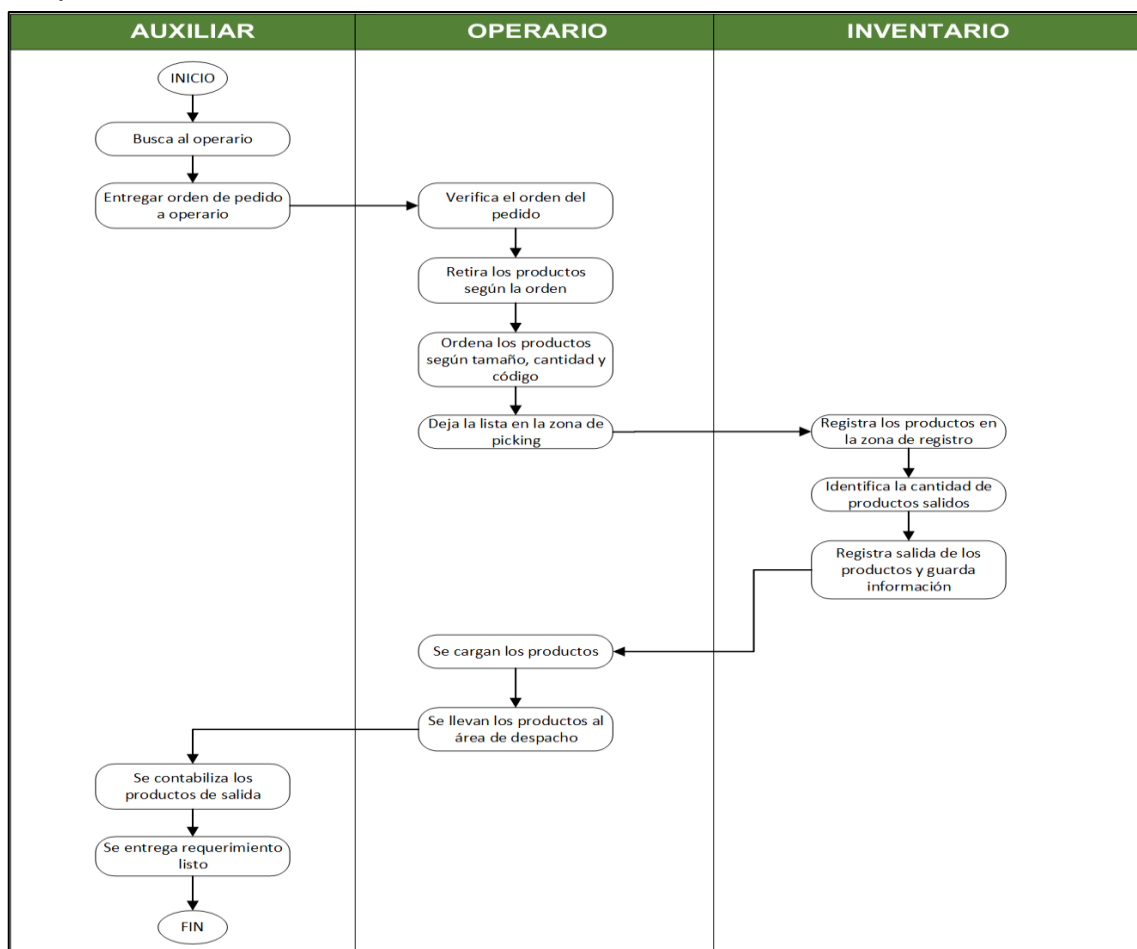 AUXILIAR
OPERARIO
INVENTARIO
INICIO
Busca al operario
Entregar orden de pedido
a operario
Verifica el orden del
pedido
Retira los productos
según la orden
Ordena los productos
según tamaño, cantidad y
código
Deja la lista en la zona de
picking
Registra los productos en
la zona de registro
Identifica la cantidad de
productos salidos
Registra salida de los
productos y guarda
información
Se cargan los productos
Se llevan los productos al
área de despacho
Se contabiliza los
productos de salida
Se entrega requerimiento
listo
FIN